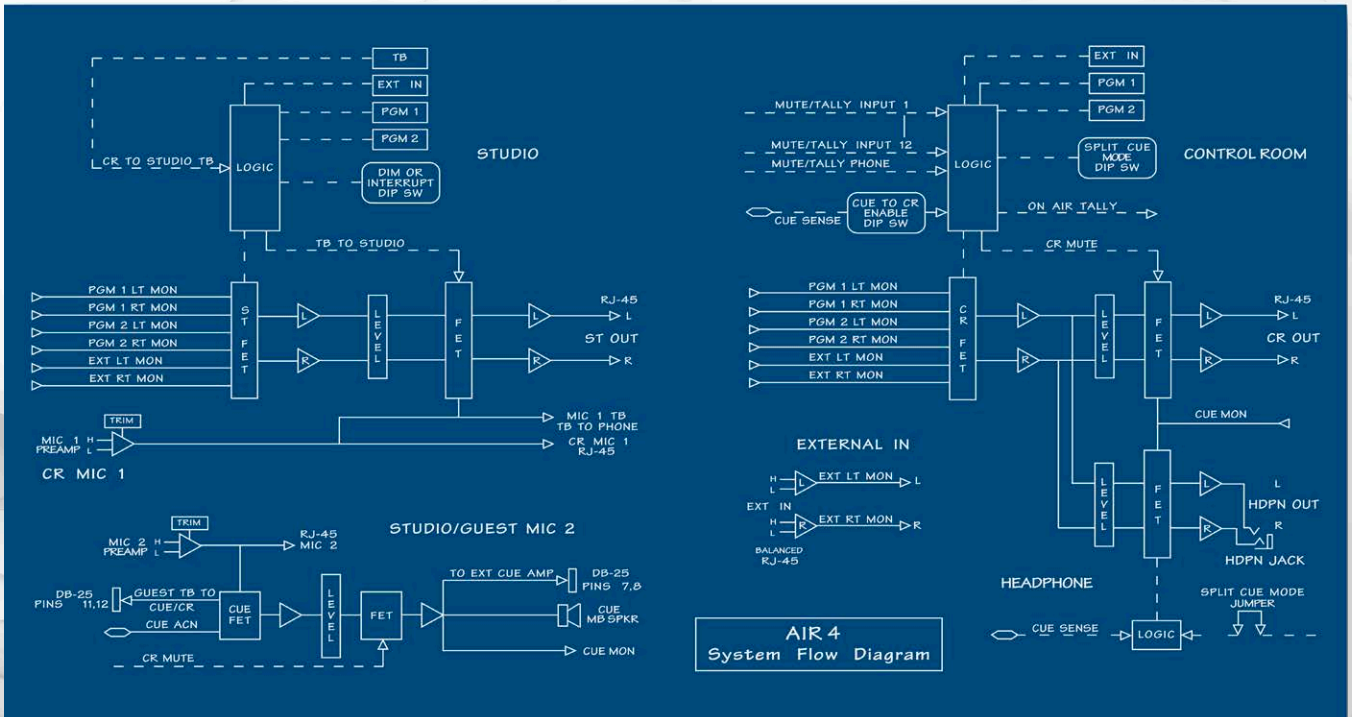 TB
EXT IN
PGM 1
PGM 2
CR TO STUDIO TB
LOGIC
DIM OR
INTERRUPT
DIP SW
STUDIO
TB TO STUDIO
PGM 1 LT MON
PGM 1 RT MON
PGM 2 LT MON
PGM 2 RT MON
EXT LT MON
EXT RT MON
ST FET
L
R
LEVEL
FET
L
R
RJ-45
L
ST OUT
R
TRIM
MIC 1 H
PREAMP L
CR MIC 1
MIC 1 TB
TB TO PHONE
CR MIC 1
RJ-45
STUDIO/GUEST MIC 2
TRIM
MIC 2 H
PREAMP L
RJ-45
MIC 2
DB-25
PINS 11,12
GUEST TB TO
CUE/CR
CUE ACN
CUE
FET
LEVEL
FET
CR MUTE
TO EXT CUE AMP
DB-25
PINS 7,8
CUE
MB SPKR
CUE MON
EXT IN
PGM 1
PGM 2
MUTE/TALLY INPUT 1
MUTE/TALLY INPUT 12
MUTE/TALLY PHONE
LOGIC
SPLIT CUE
MODE
DIP SW
CONTROL ROOM
CUE SENSE
CUE TO CR
ENABLE
DIP SW
ON AIR TALLY
CR MUTE
PGM 1 LT MON
PGM 1 RT MON
PGM 2 LT MON
PGM 2 RT MON
EXT LT MON
EXT RT MON
CR FET
L
R
LEVEL
FET
L
R
RJ-45
L
CR OUT
R
CUE MON
EXTERNAL IN
H
L
L
EXT LT MON
L
EXT IN
H
L
R
EXT RT MON
R
BALANCED
RJ-45
LEVEL
FET
L
R
L
HDPN OUT
R
HDPN JACK
HEADPHONE
SPLIT CUE MODE
JUMPER
CUE SENSE
LOGIC
AIR 4
System Flow Diagram